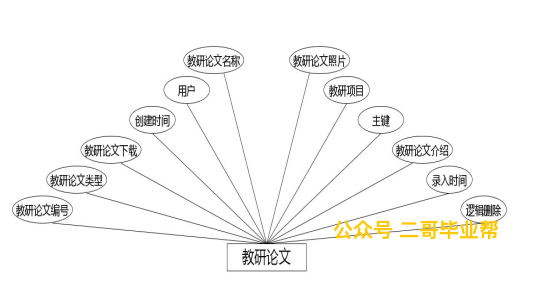 教研论文名称
教研论文照片
用户
教研项目
创建时间
主键
教研论文下载
教研论文介绍
教研论文类型
录入时间
教研论文编号
逻辑删除
公众号 二哥毕业帮
教研论文